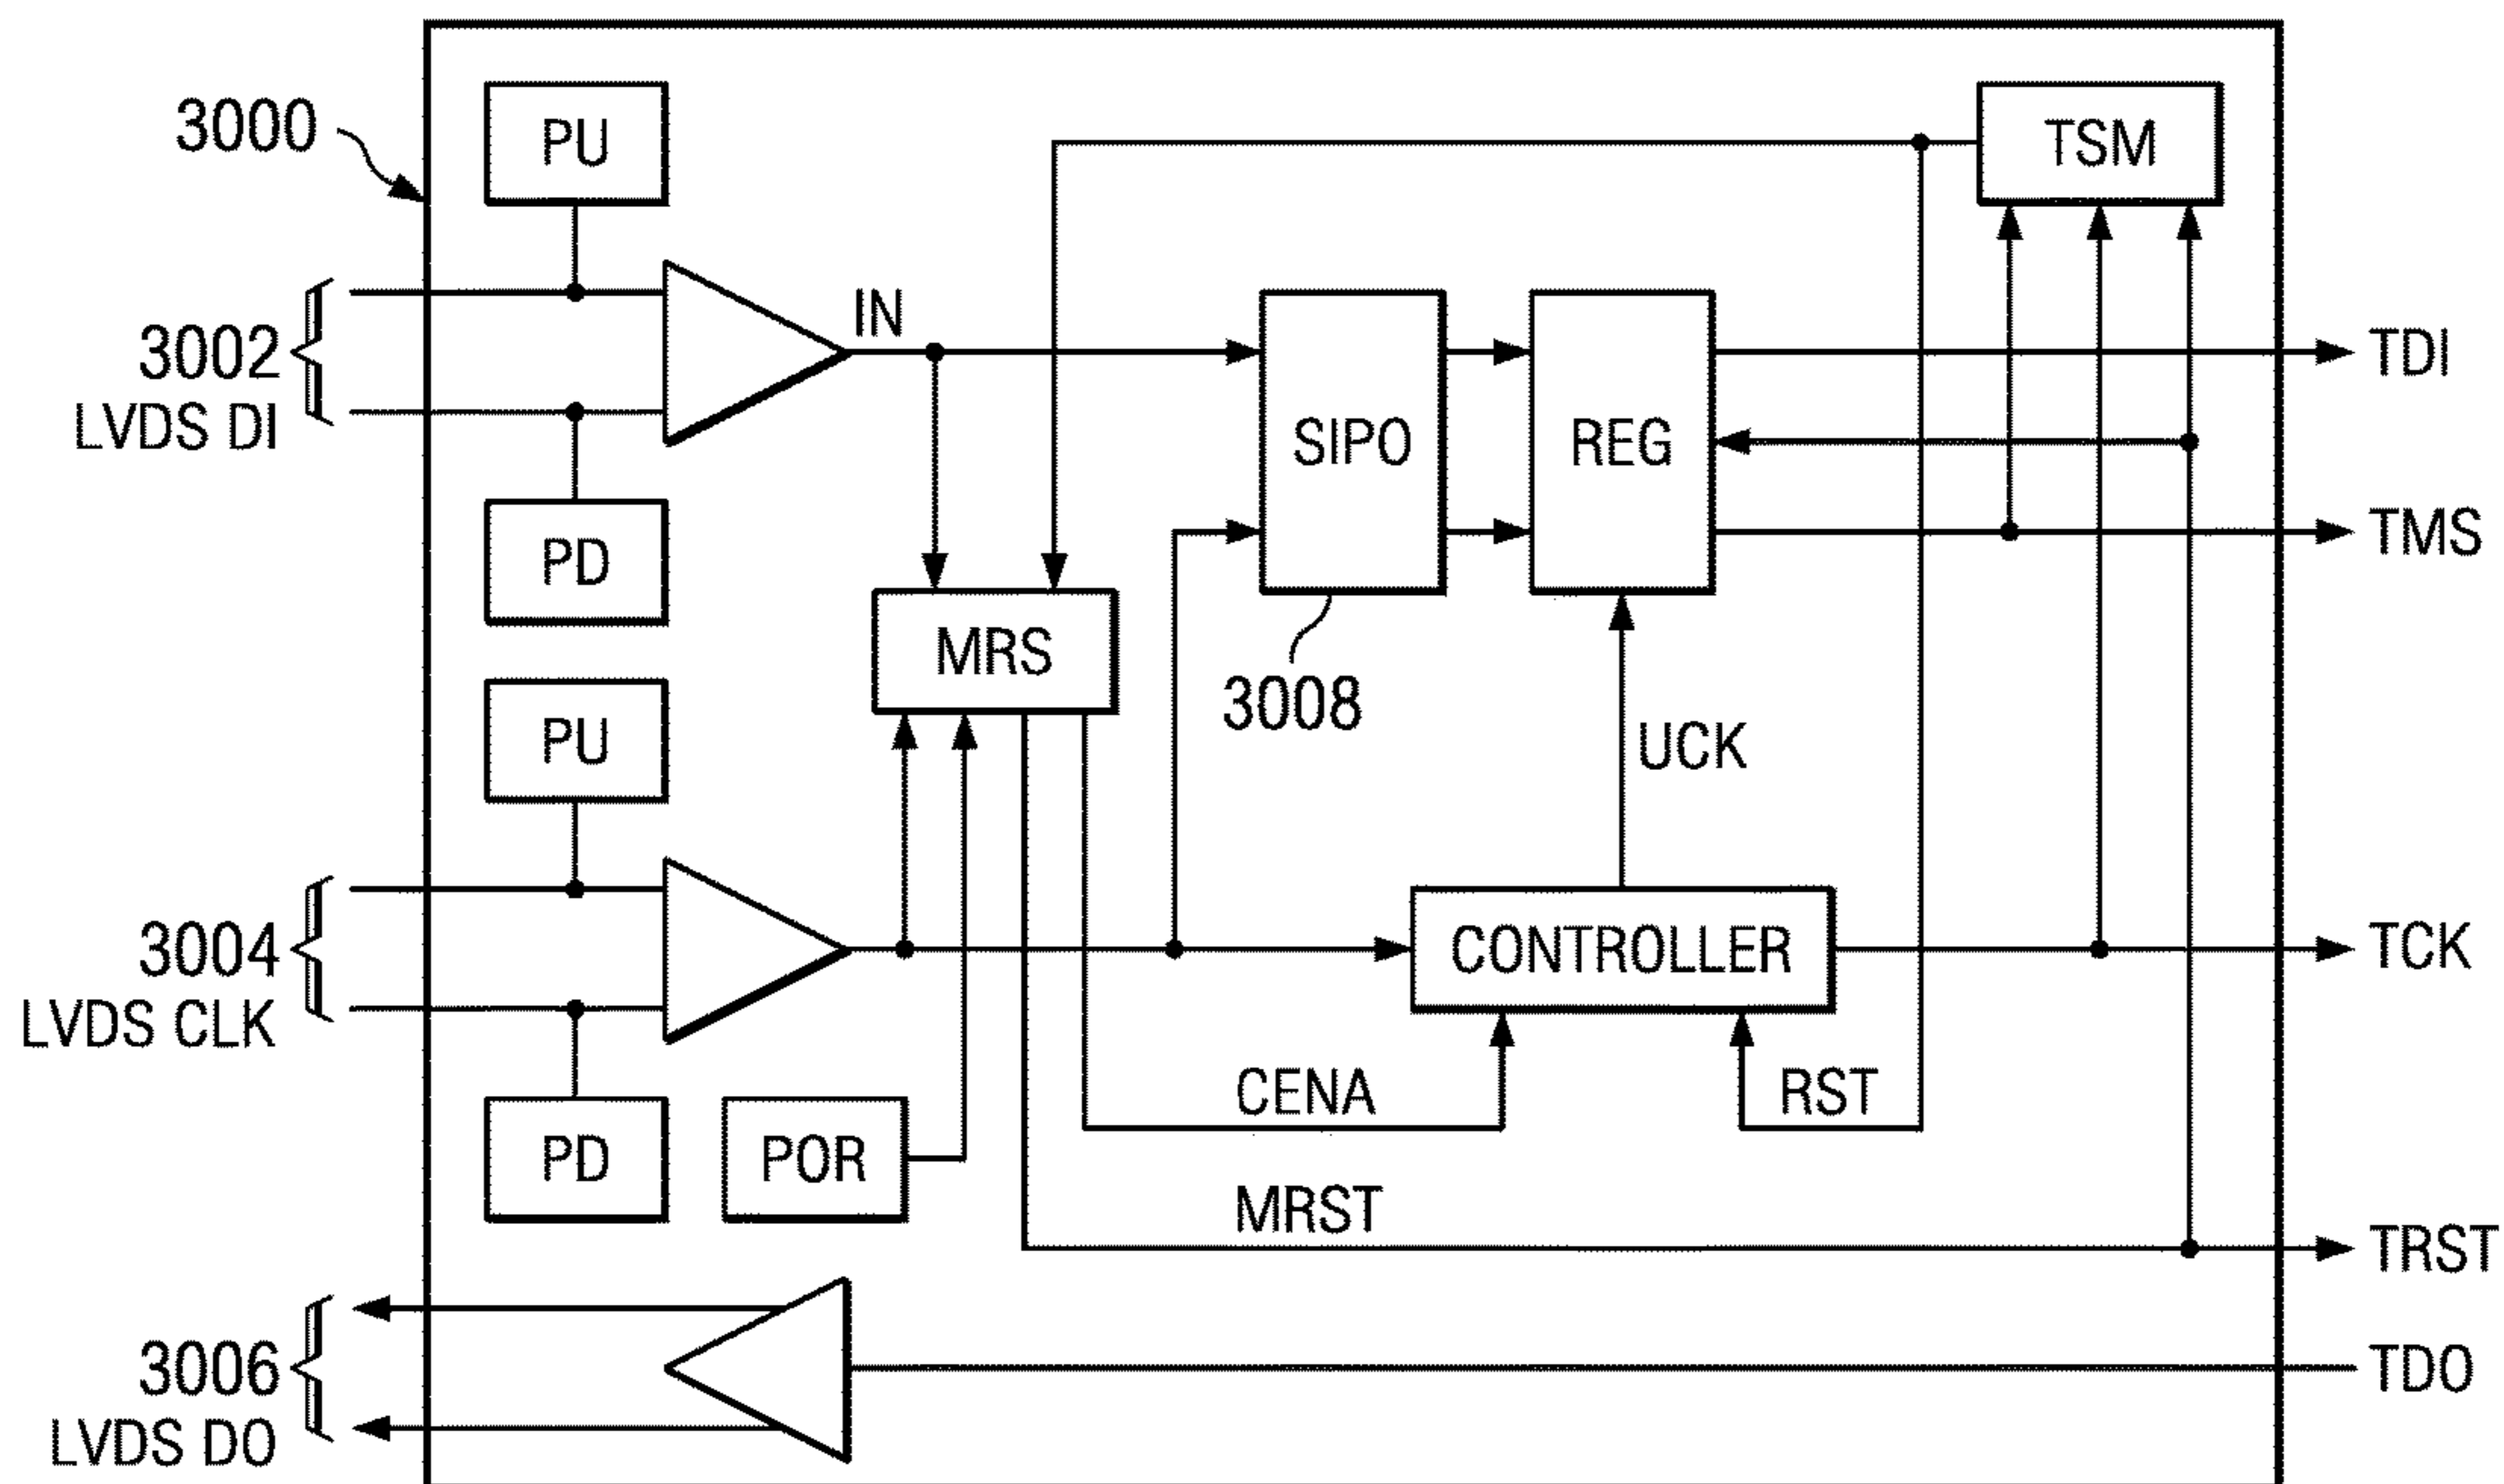 3000
PU
TSM
IN
3002
LVDS DI
TDI
SIPO
REG
TMS
PD
MRS
3008
PU
UCK
3004
LVDS CLK
CONTROLLER
TCK
CENA
RST
PD
POR
MRST
TRST
3006
LVDS DO
TDO